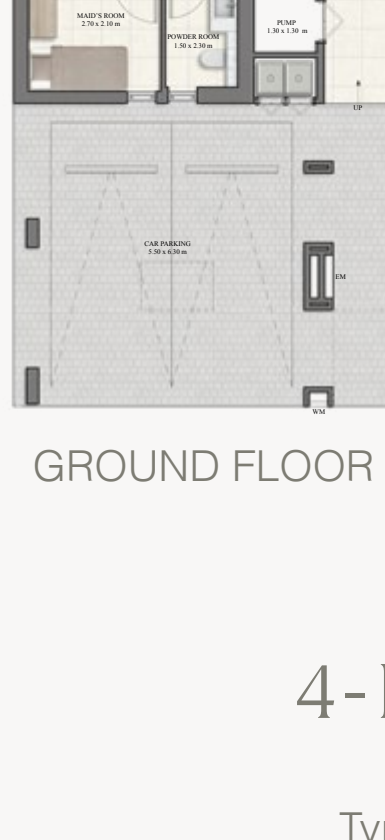 MAID'S ROOM
2.70 x 2.10 m
POWDER ROOM
1.50 x 2.30 m
PUMP
1.30 x 1.30 m
UP
CAR PARKING
5.50 x 6.30 m
EM
WM
GROUND FLOOR
4-
Ty